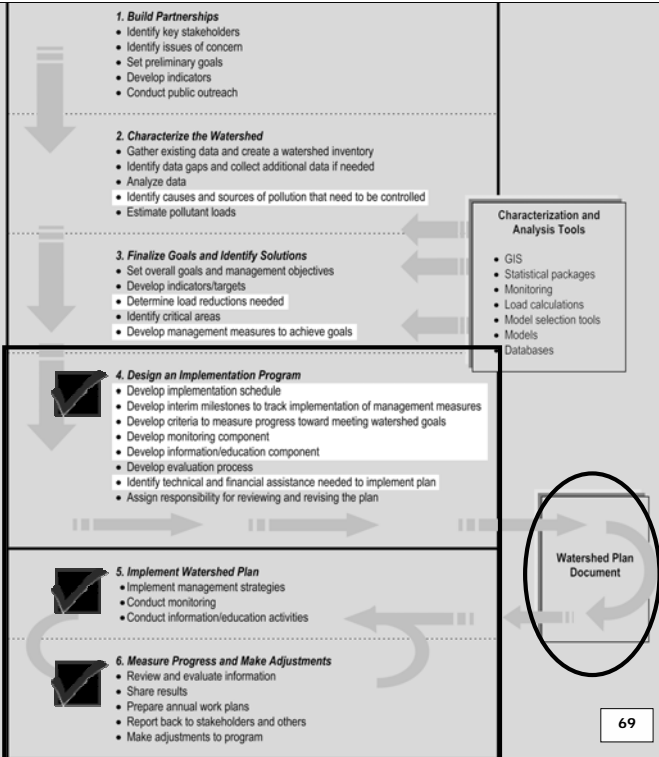 1. Build Partnerships
• Identify key stakeholders
• Identify issues of concern
• Set preliminary goals
• Develop indicators
• Conduct public outreach
2. Characterize the Watershed
• Gather existing data and create a watershed inventory
• Identify data gaps and collect additional data if needed
• Analyze data
• Identify causes and sources of pollution that need to be controlled
• Estimate pollutant loads
Characterization and
Analysis Tools
• GIS
• Statistical packages
• Monitoring
• Load calculations
• Model selection tools
• Models
• Databases
3. Finalize Goals and Identify Solutions
• Set overall goals and management objectives
• Develop indicators/targets
• Determine load reductions needed
• Identify critical areas
• Develop management measures to achieve goals
4. Design an Implementation Program
• Develop implementation schedule
• Develop interim milestones to track implementation of management measures
• Develop criteria to measure progress toward meeting watershed goals
• Develop monitoring component
• Develop information/education component
• Develop evaluation process
• Identify technical and financial assistance needed to implement plan
• Assign responsibility for reviewing and revising the plan
Watershed Plan
Document
5. Implement Watershed Plan
• Implement management strategies
• Conduct monitoring
• Conduct information/education activities
6. Measure Progress and Make Adjustments
• Review and evaluate information
• Share results
• Prepare annual work plans
• Report back to stakeholders and others
• Make adjustments to program
69